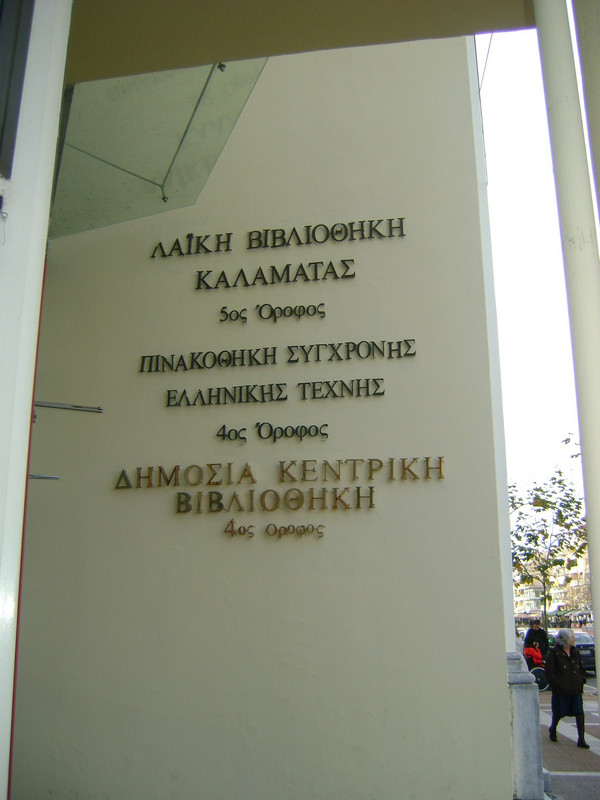 ΛΑΪΚΗ ΒΙΒΛΙΟΘΗΚΗ
ΚΑΛΑΜΑΤΑΣ
5ος Όροφος
ΠΙΝΑΚΟΘΗΚΗ ΣΥΓΧΡΟΝΗΣ
ΕΛΛΗΝΙΚΗΣ ΤΕΧΝΗΣ
4ος Όροφος
ΔΗΜΟΣΙΑ ΚΕΝΤΡΙΚΗ
ΒΙΒΛΙΟΘΗΚΗ
4ος οροφος